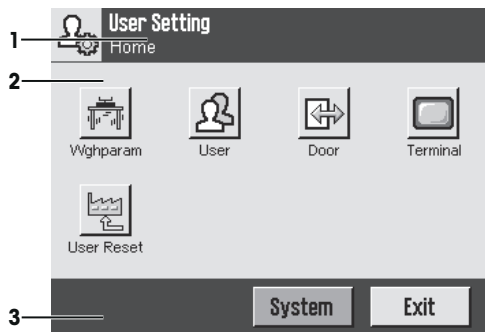 User Setting
1
Home
2
Wghparam User Door Terminal
User Reset
3
System Exit